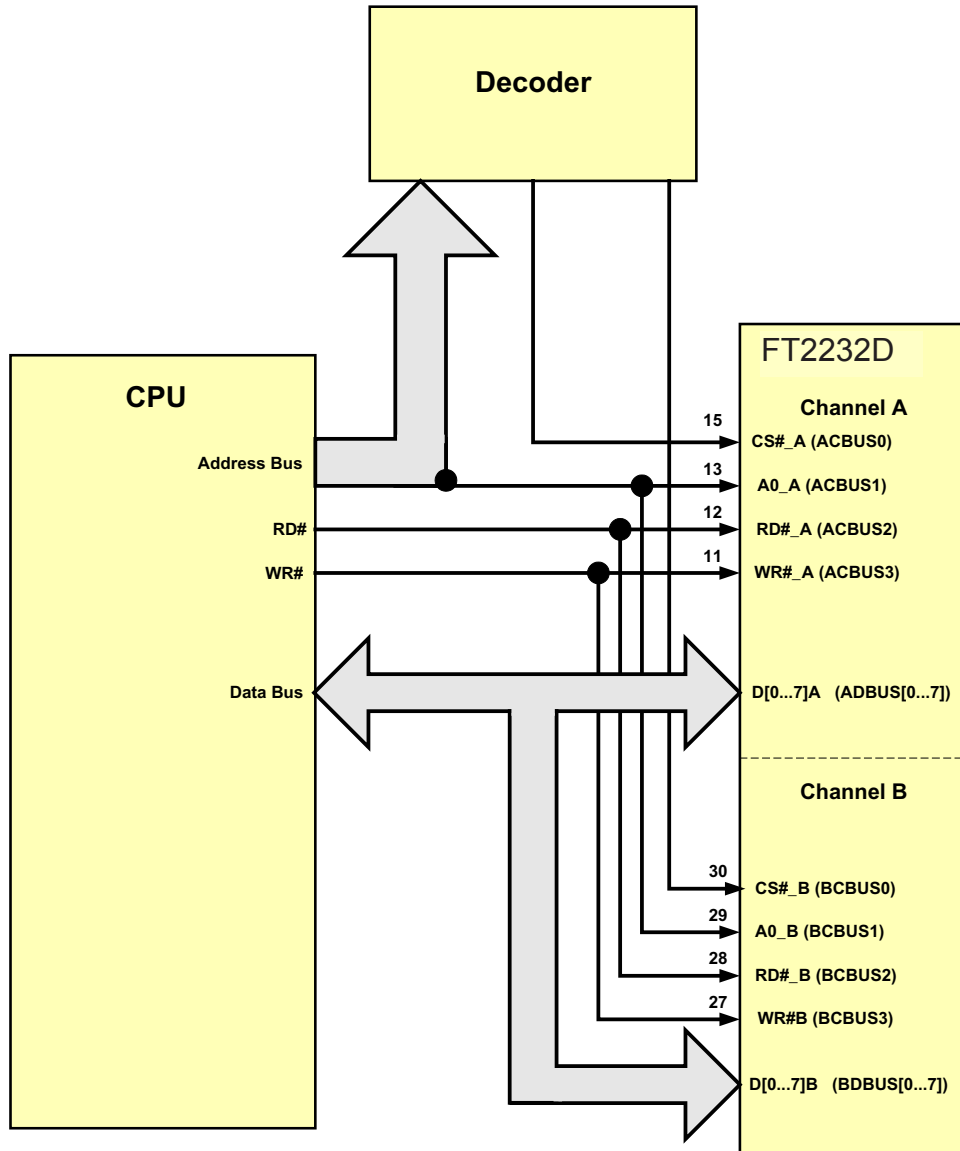 Decoder
CPU
Address Bus
RD#
WR#
Data Bus
FT2232D
Channel A
15
CS#_A (ACBUS0)
13
A0_A (ACBUS1)
12
RD#_A (ACBUS2)
11
WR#_A (ACBUS3)
D[0...7]A (ADBUS[0...7])
Channel B
30
CS#_B (BCBUS0)
29
A0_B (BCBUS1)
28
RD#_B (BCBUS2)
27
WR#B (BCBUS3)
D[0...7]B (BDBUS[0...7])